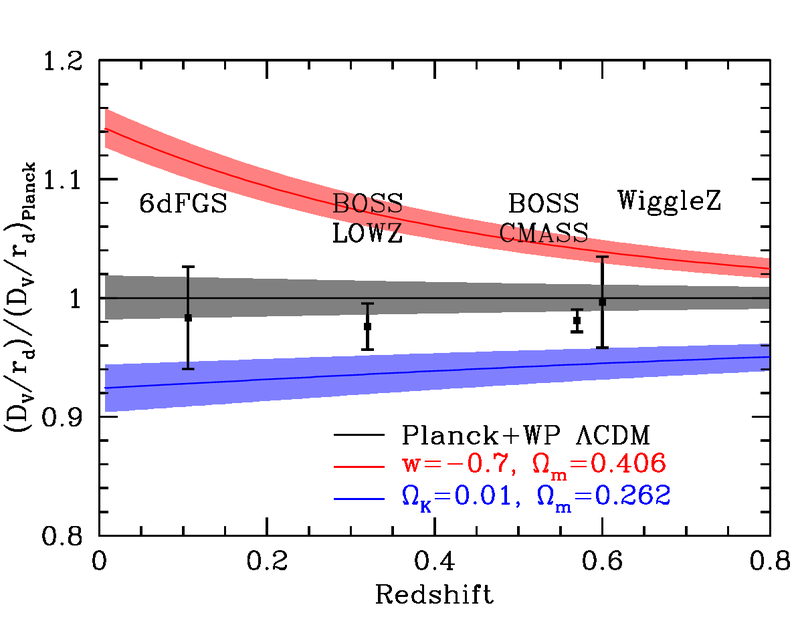 (D_V/r_d)/(D_V/r_d)_Planck
1.2
1.1
1
0.9
0.8
6dFGS
BOSS
LOWZ
BOSS
CMASS
WiggleZ
Planck+WP ΛCDM
w=−0.7, Ω_m=0.406
Ω_K=0.01, Ω_m=0.262
0 0.2 0.4 0.6 0.8
Redshift